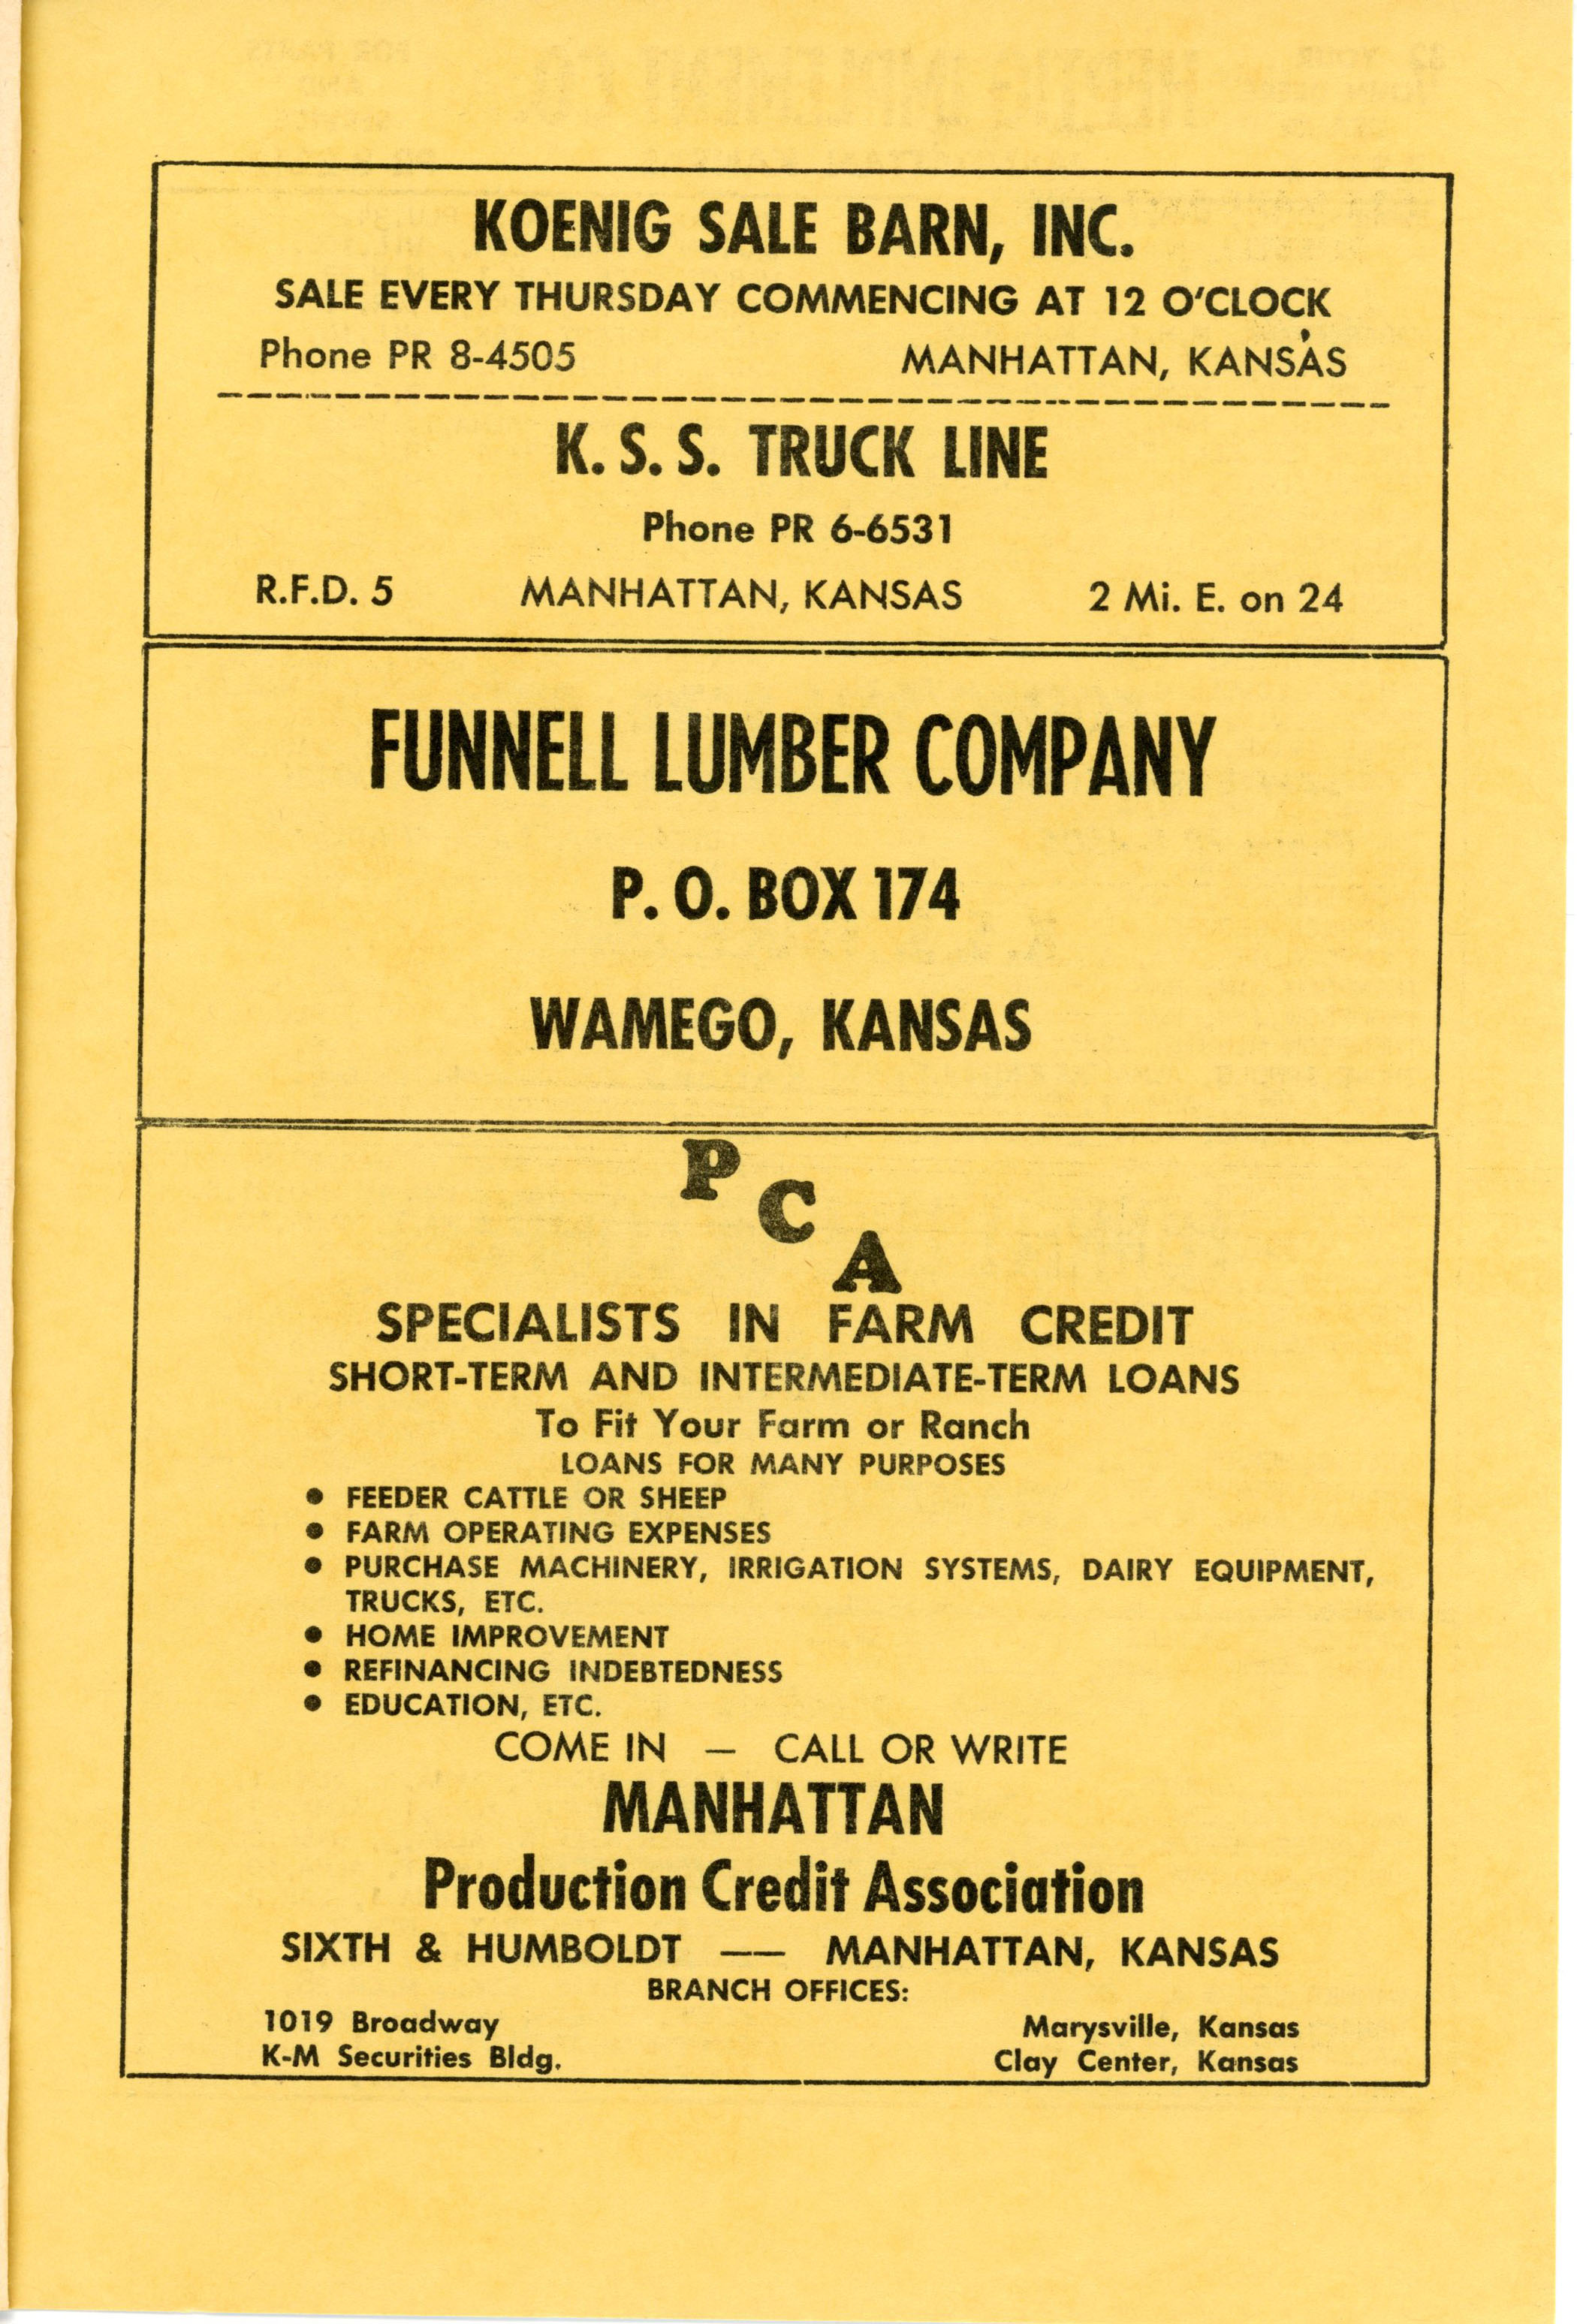 KOENIG SALE BARN, INC.
SALE EVERY THURSDAY COMMENCING AT 12 O'CLOCK
Phone PR 8-4505 MANHATTAN, KANSAS
K. S. S. TRUCK LINE
Phone PR 6-6531
R.F.D. 5 MANHATTAN, KANSAS 2 Mi. E. on 24
FUNNELL LUMBER COMPANY
P. O. BOX 174
WAMEGO, KANSAS
P
C
A
SPECIALISTS IN FARM CREDIT
SHORT-TERM AND INTERMEDIATE-TERM LOANS
To Fit Your Farm or Ranch
LOANS FOR MANY PURPOSES
• FEEDER CATTLE OR SHEEP
• FARM OPERATING EXPENSES
• PURCHASE MACHINERY, IRRIGATION SYSTEMS, DAIRY EQUIPMENT,
TRUCKS, ETC.
• HOME IMPROVEMENT
• REFINANCING INDEBTEDNESS
• EDUCATION, ETC.
COME IN — CALL OR WRITE
MANHATTAN
Production Credit Association
SIXTH & HUMBOLDT —— MANHATTAN, KANSAS
BRANCH OFFICES:
1019 Broadway Marysville, Kansas
K-M Securities Bldg. Clay Center, Kansas